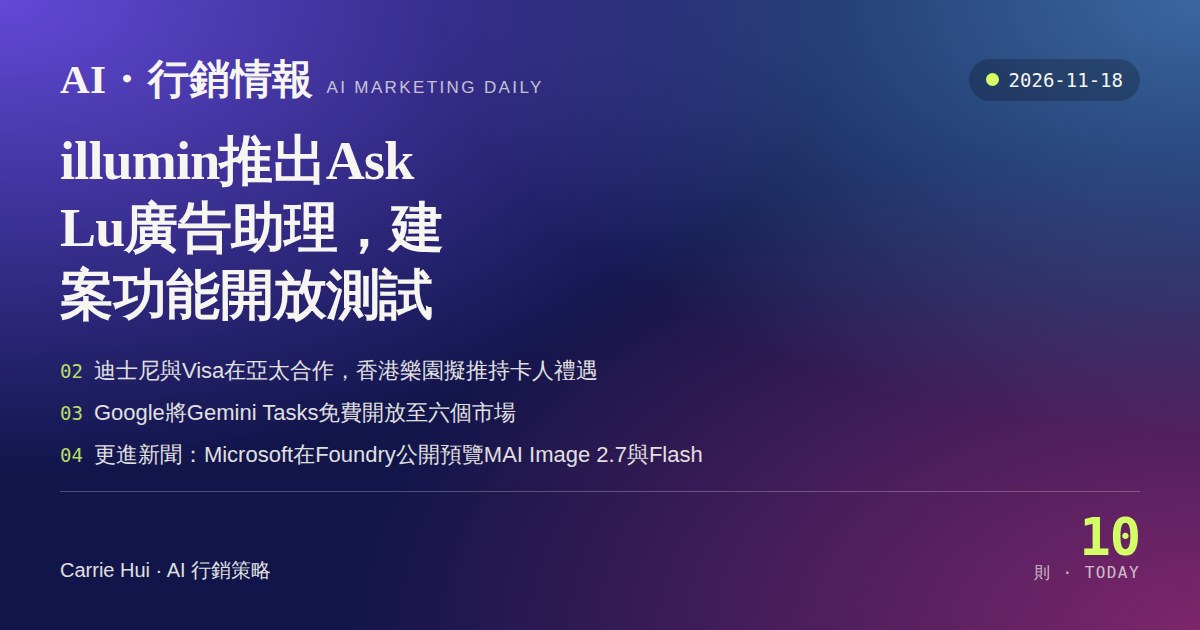 AI · 行銷情報 AI MARKETING DAILY
2026-11-18
illumin推出Ask
Lu廣告助理，建
案功能開放測試
02 迪士尼與Visa在亞太合作，香港樂園擬推持卡人禮遇
03 Google將Gemini Tasks免費開放至六個市場
04 更進新聞：Microsoft在Foundry公開預覽MAI Image 2.7與Flash
10
則 · TODAY
Carrie Hui · AI 行銷策略